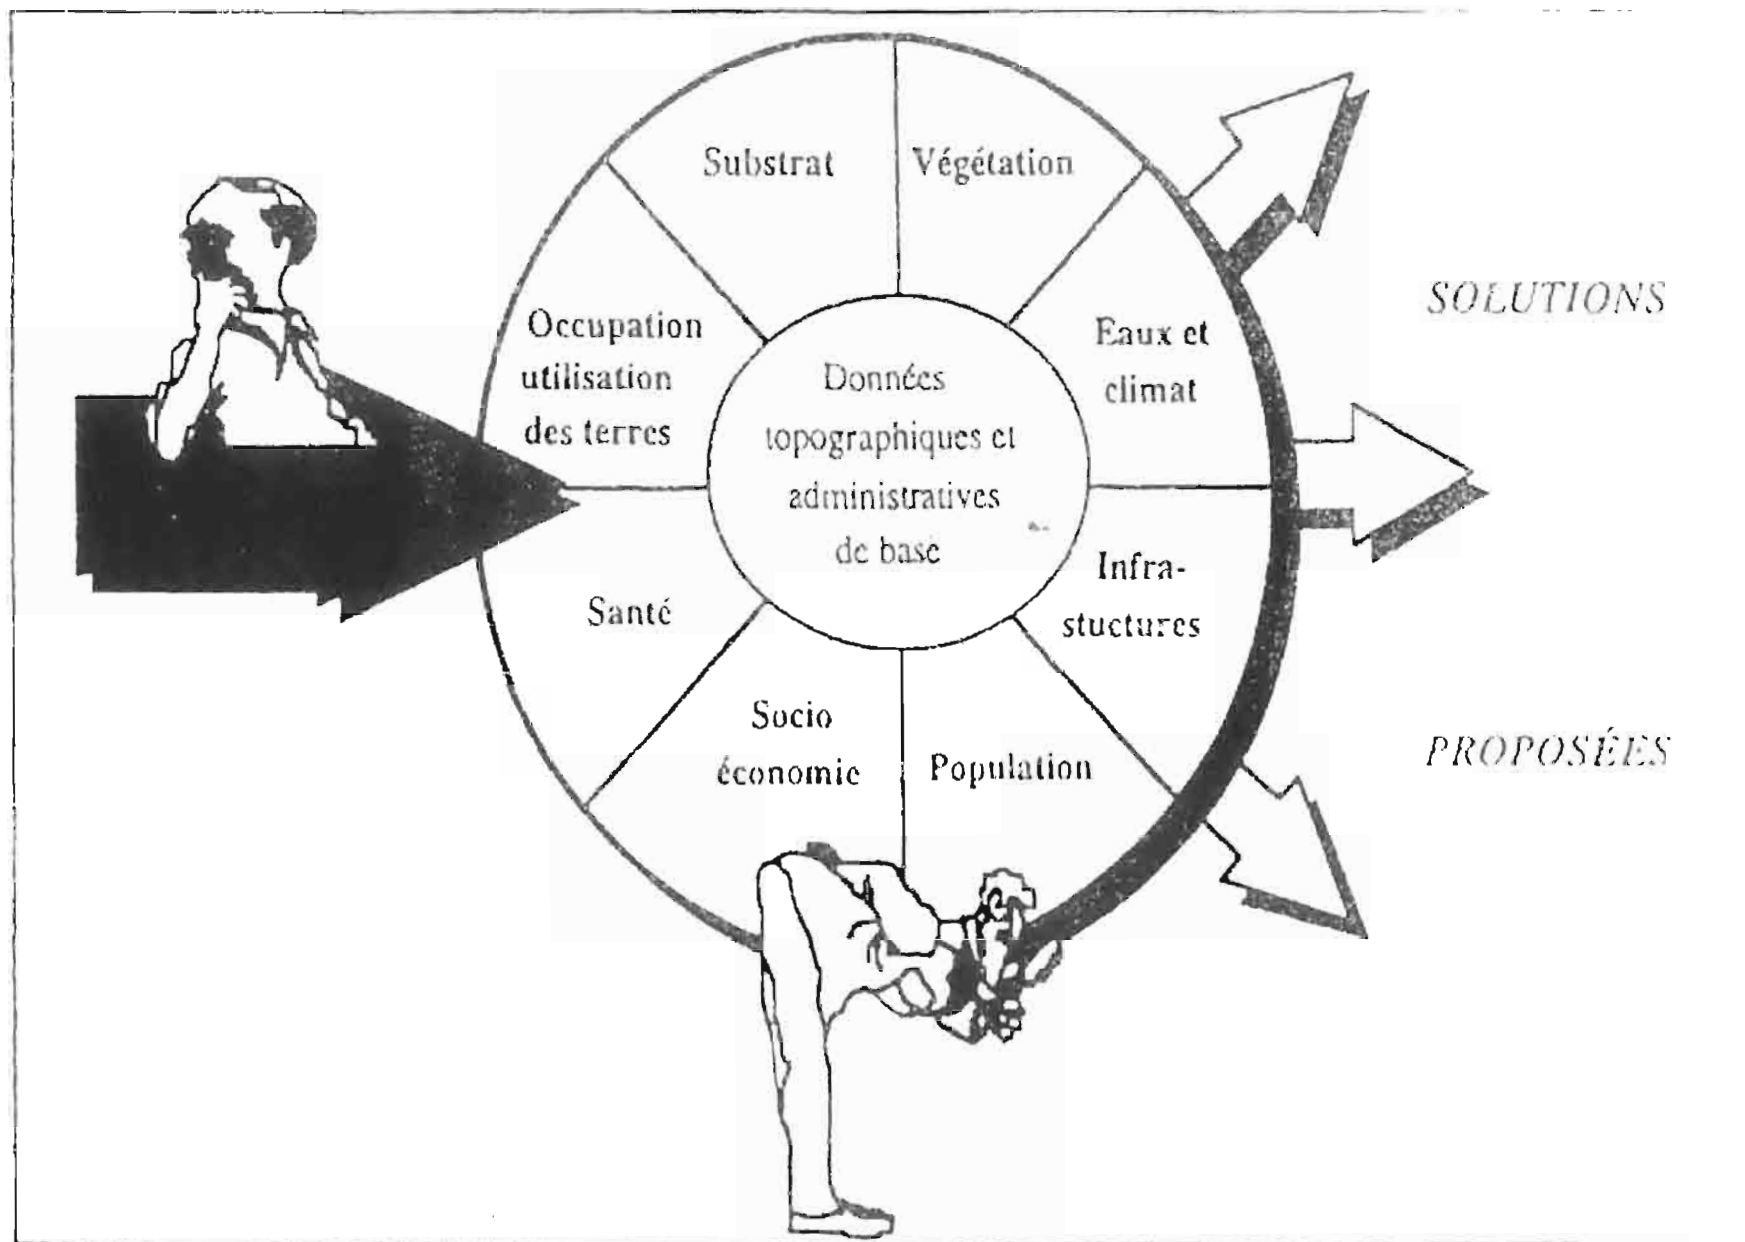 Substrat
Végétation
Occupation
utilisation
des terres
Eaux et
climat
Données
topographiques et
administratives
de base
Infra-
stuctures
Santé
Socio
économie
Population
SOLUTIONS
PROPOSÉES